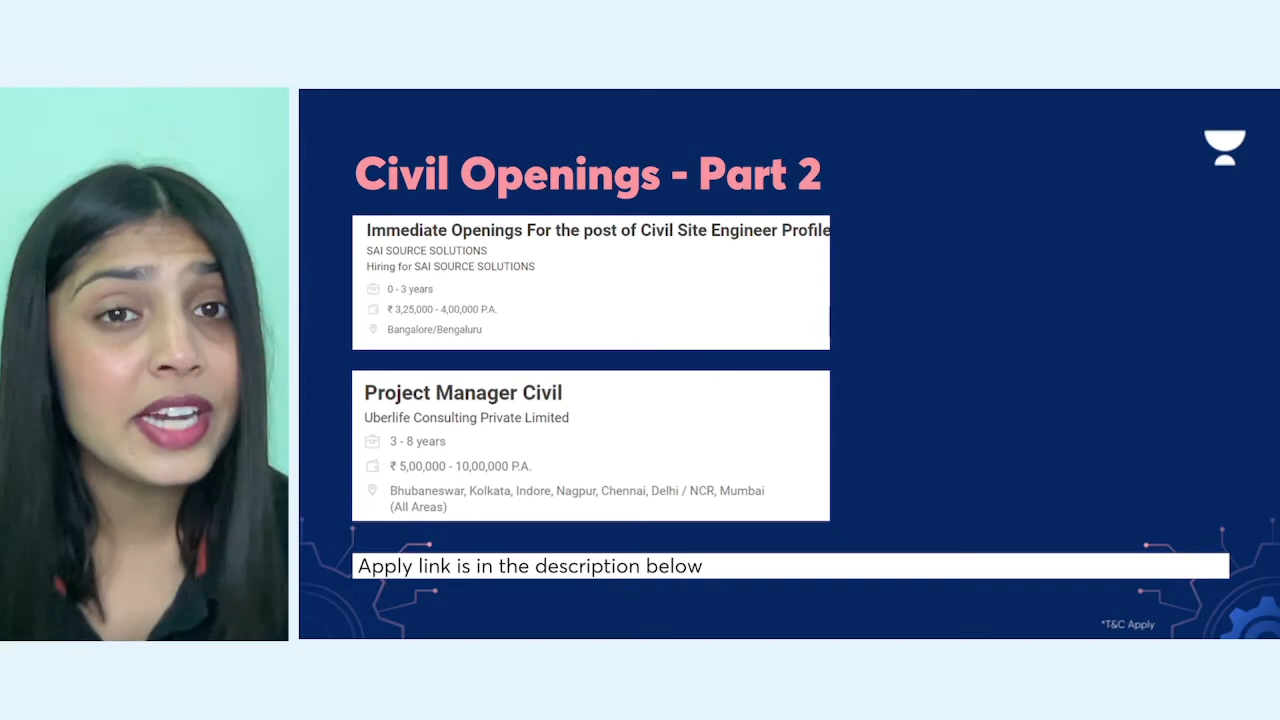 Civil Openings - Part 2
Immediate Openings For the post of Civil Site Engineer Profile
SAI SOURCE SOLUTIONS
Hiring for SAI SOURCE SOLUTIONS
0 - 3 years
₹ 3,25,000 - 4,00,000 P.A.
Bangalore/Bengaluru
Project Manager Civil
Uberlife Consulting Private Limited
3 - 8 years
₹ 5,00,000 - 10,00,000 P.A.
Bhubaneswar, Kolkata, Indore, Nagpur, Chennai, Delhi / NCR, Mumbai
(All Areas)
Apply link is in the description below
*T&C Apply